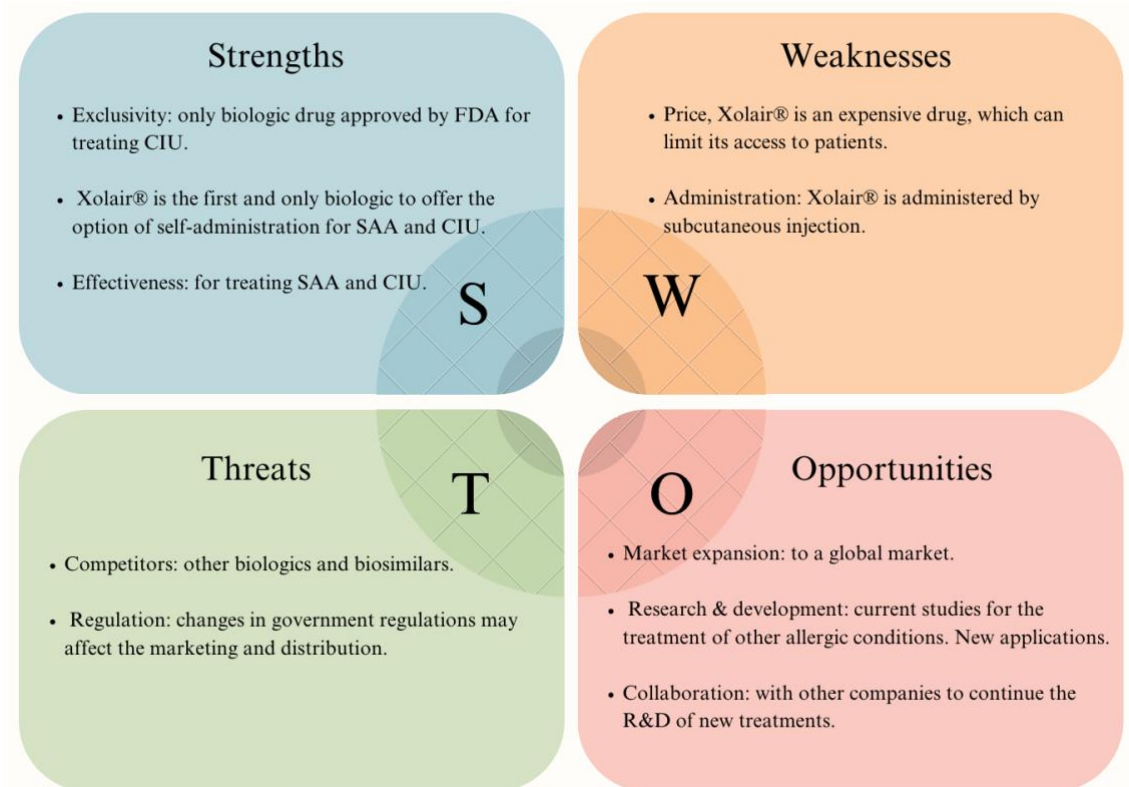 Strengths
• Exclusivity: only biologic drug approved by FDA for
treating CIU.
• Xolair® is the first and only biologic to offer the
option of self-administration for SAA and CIU.
• Effectiveness: for treating SAA and CIU.
S
Weaknesses
• Price, Xolair® is an expensive drug, which can
limit its access to patients.
• Administration: Xolair® is administered by
subcutaneous injection.
W
Threats
T
• Competitors: other biologics and biosimilars.
• Regulation: changes in government regulations may
affect the marketing and distribution.
Opportunities
O
• Market expansion: to a global market.
• Research & development: current studies for the
treatment of other allergic conditions. New applications.
• Collaboration: with other companies to continue the
R&D of new treatments.